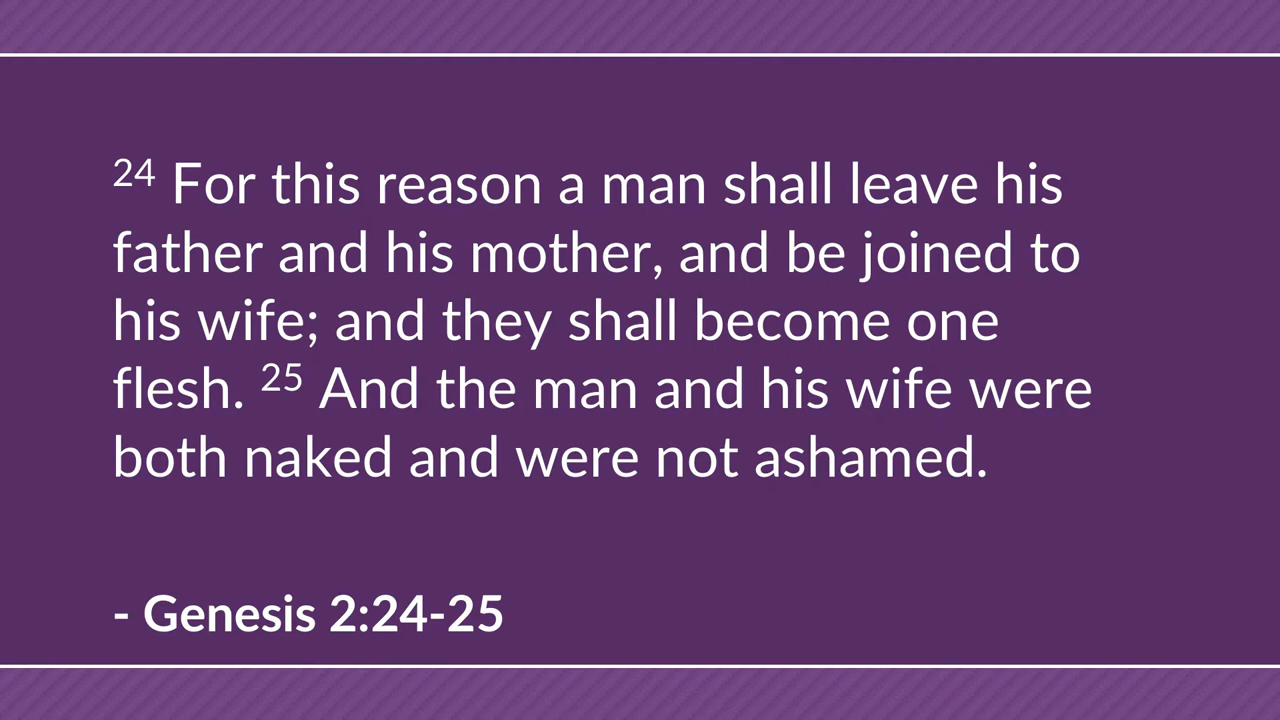 24 For this reason a man shall leave his
father and his mother, and be joined to
his wife; and they shall become one
flesh. 25 And the man and his wife were
both naked and were not ashamed.
- Genesis 2:24-25